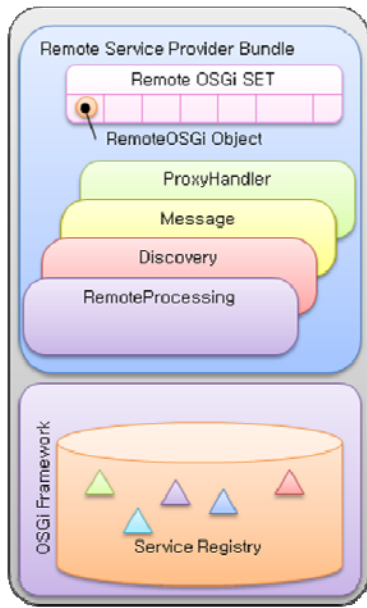 Remote Service Provider Bundle
Remote OSGi SET
RemoteOSGi Object
ProxyHandler
Message
Discovery
RemoteProcessing
OSGi Framework
Service Registry